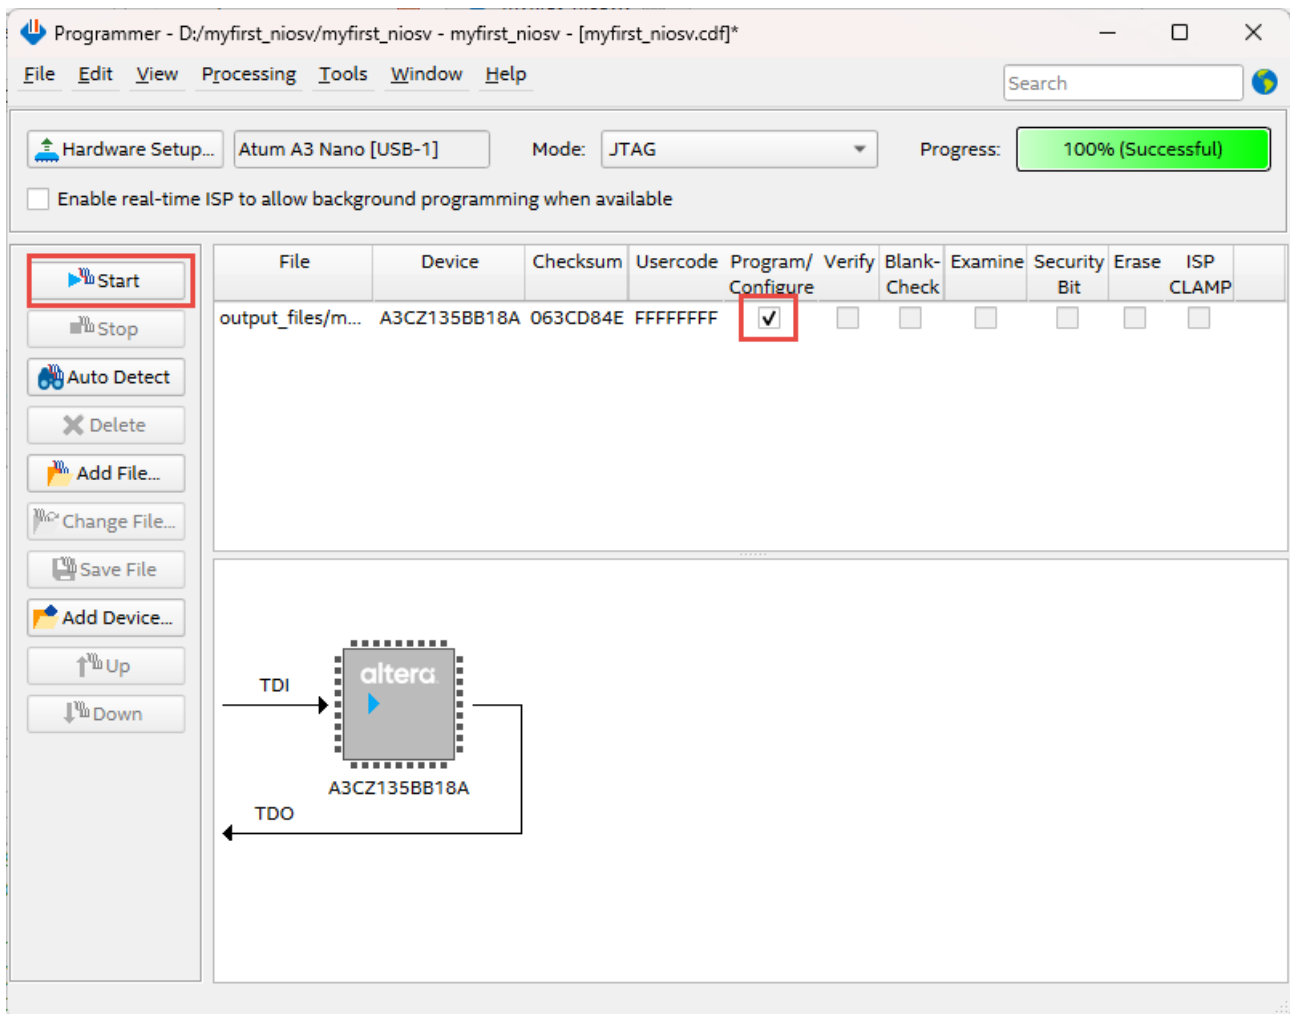 Programmer - D:/myfirst_niosv/myfirst_niosv - myfirst_niosv - [myfirst_niosv.cdf]*
File Edit View Processing Tools Window Help
Search
Hardware Setup... Atum A3 Nano [USB-1] Mode: JTAG Progress: 100% (Successful)
Enable real-time ISP to allow background programming when available
Start
Stop
Auto Detect
Delete
Add File...
Change File...
Save File
Add Device...
Up
Down
File Device Checksum Usercode Program/ Verify Blank- Examine Security Erase ISP
Configure Check Bit CLAMP
output_files/m... A3CZ135BB18A 063CD84E FFFFFFFF
altera
TDI
A3CZ135BB18A
TDO